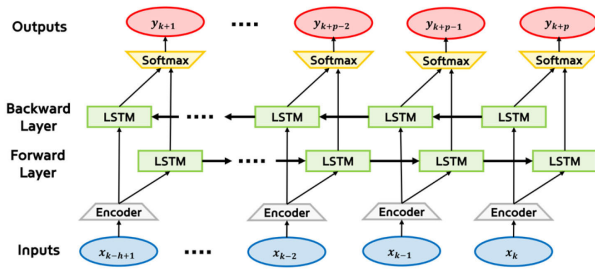 Outputs
y_{k+1} .... y_{k+p-2} y_{k+p-1} y_{k+p}
Softmax Softmax Softmax Softmax
Backward
Layer
LSTM .... LSTM LSTM LSTM
Forward
Layer
LSTM .... LSTM LSTM LSTM
Encoder Encoder Encoder Encoder
Inputs
x_{k-h+1} .... x_{k-2} x_{k-1} x_k